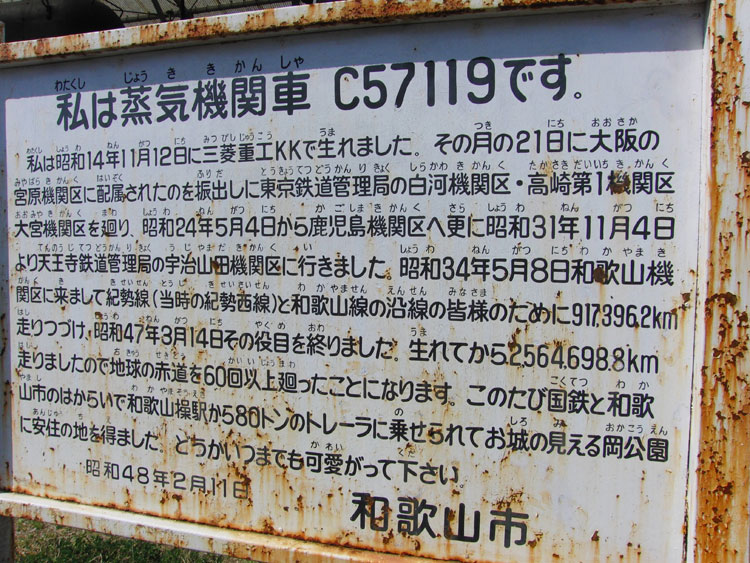 私は蒸気機関車 C57119です。
私は昭和14年11月12日に三菱重工KKで生れました。その月の21日に大阪の
宮原機関区に配属されたのを振出しに東京鉄道管理局の白河機関区・高崎第1機関区
大宮機関区を廻り、昭和24年5月4日から鹿児島機関区へ更に昭和31年11月4日
より天王寺鉄道管理局の宇治山田機関区に行きました。昭和34年5月8日和歌山機
関区に来まして紀勢線(当時の紀勢西線)と和歌山線の沿線の皆様のために917,396.2km
走りつづけ、昭和47年3月14日その役目を終りました。生れてから2,564,698.8km
走りましたので地球の赤道を60回以上廻ったことになります。このたび国鉄と和歌
山市のはからいで和歌山操駅から80トンのトレーラに乗せられてお城の見える岡公園
に安住の地を得ました。どうかいつまでも可愛がって下さい。
昭和48年2月11日
和歌山市